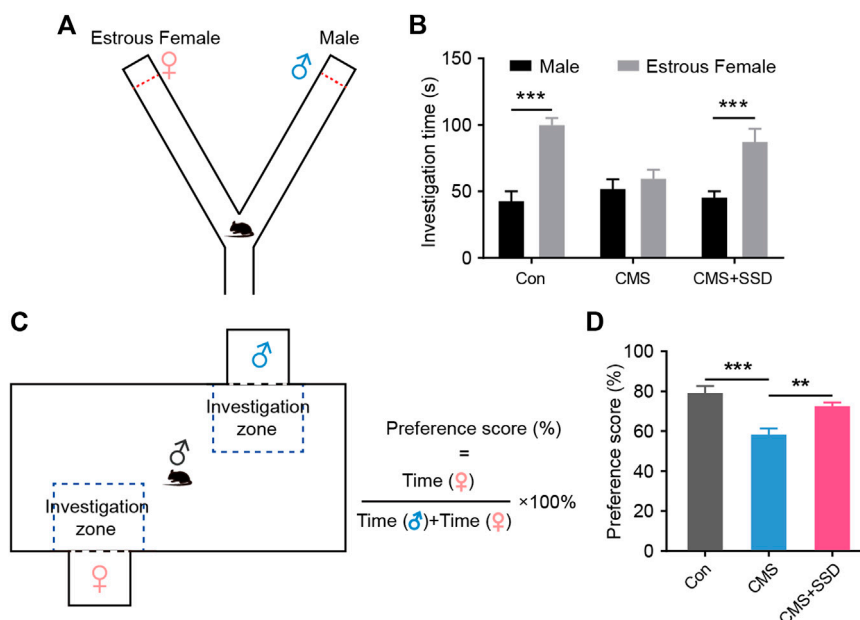 A
Estrous Female
Male
♀
♂
B
Investigation time (s)
150
100
50
0
Male
Estrous Female
***
***
Con
CMS
CMS+SSD
C
♂
Investigation
zone
♂
Investigation
zone
♀
Preference score (%)
=
Time (♀)
Time (♂)+Time (♀)
×100%
D
Preference score (%)
100
80
60
40
20
0
***
**
Con
CMS
CMS+SSD